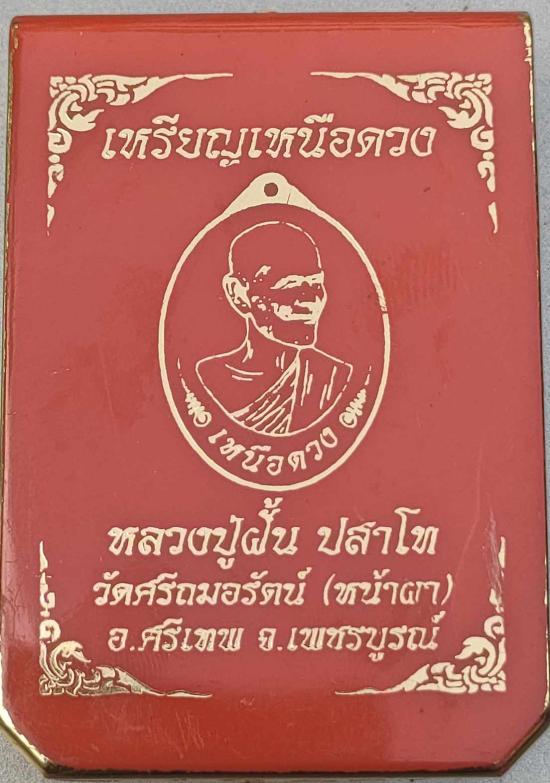 เหรียญเหนือดวง
เหนือดวง
หลวงปู่ฝั้น ปสาโท
วัดศรีถมอรัตน์ (หน้าผา)
อ.ศรีเทพ จ.เพชรบูรณ์